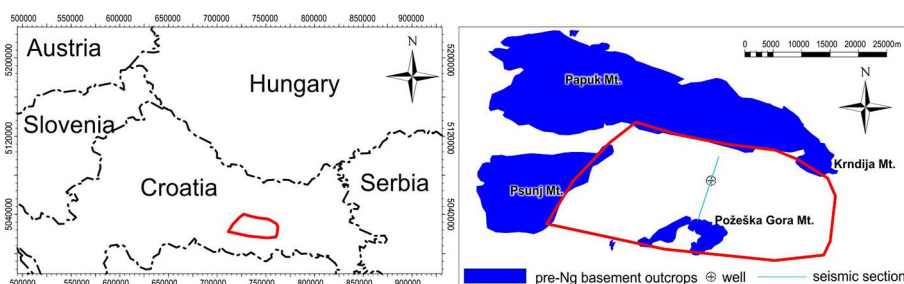 500000 550000 600000 650000 700000 750000 800000 850000 900000
Austria
N
Hungary
Slovenia
Croatia
Serbia
5200000
5120000
5040000
5200000
5120000
5040000
500000 550000 600000 650000 700000 750000 800000 850000 900000
0 5000 10000 15000 20000 25000m
N
Papuk Mt.
Krndija Mt.
Psunj Mt.
Požeška Gora Mt.
pre-Ng basement outcrops well seismic section